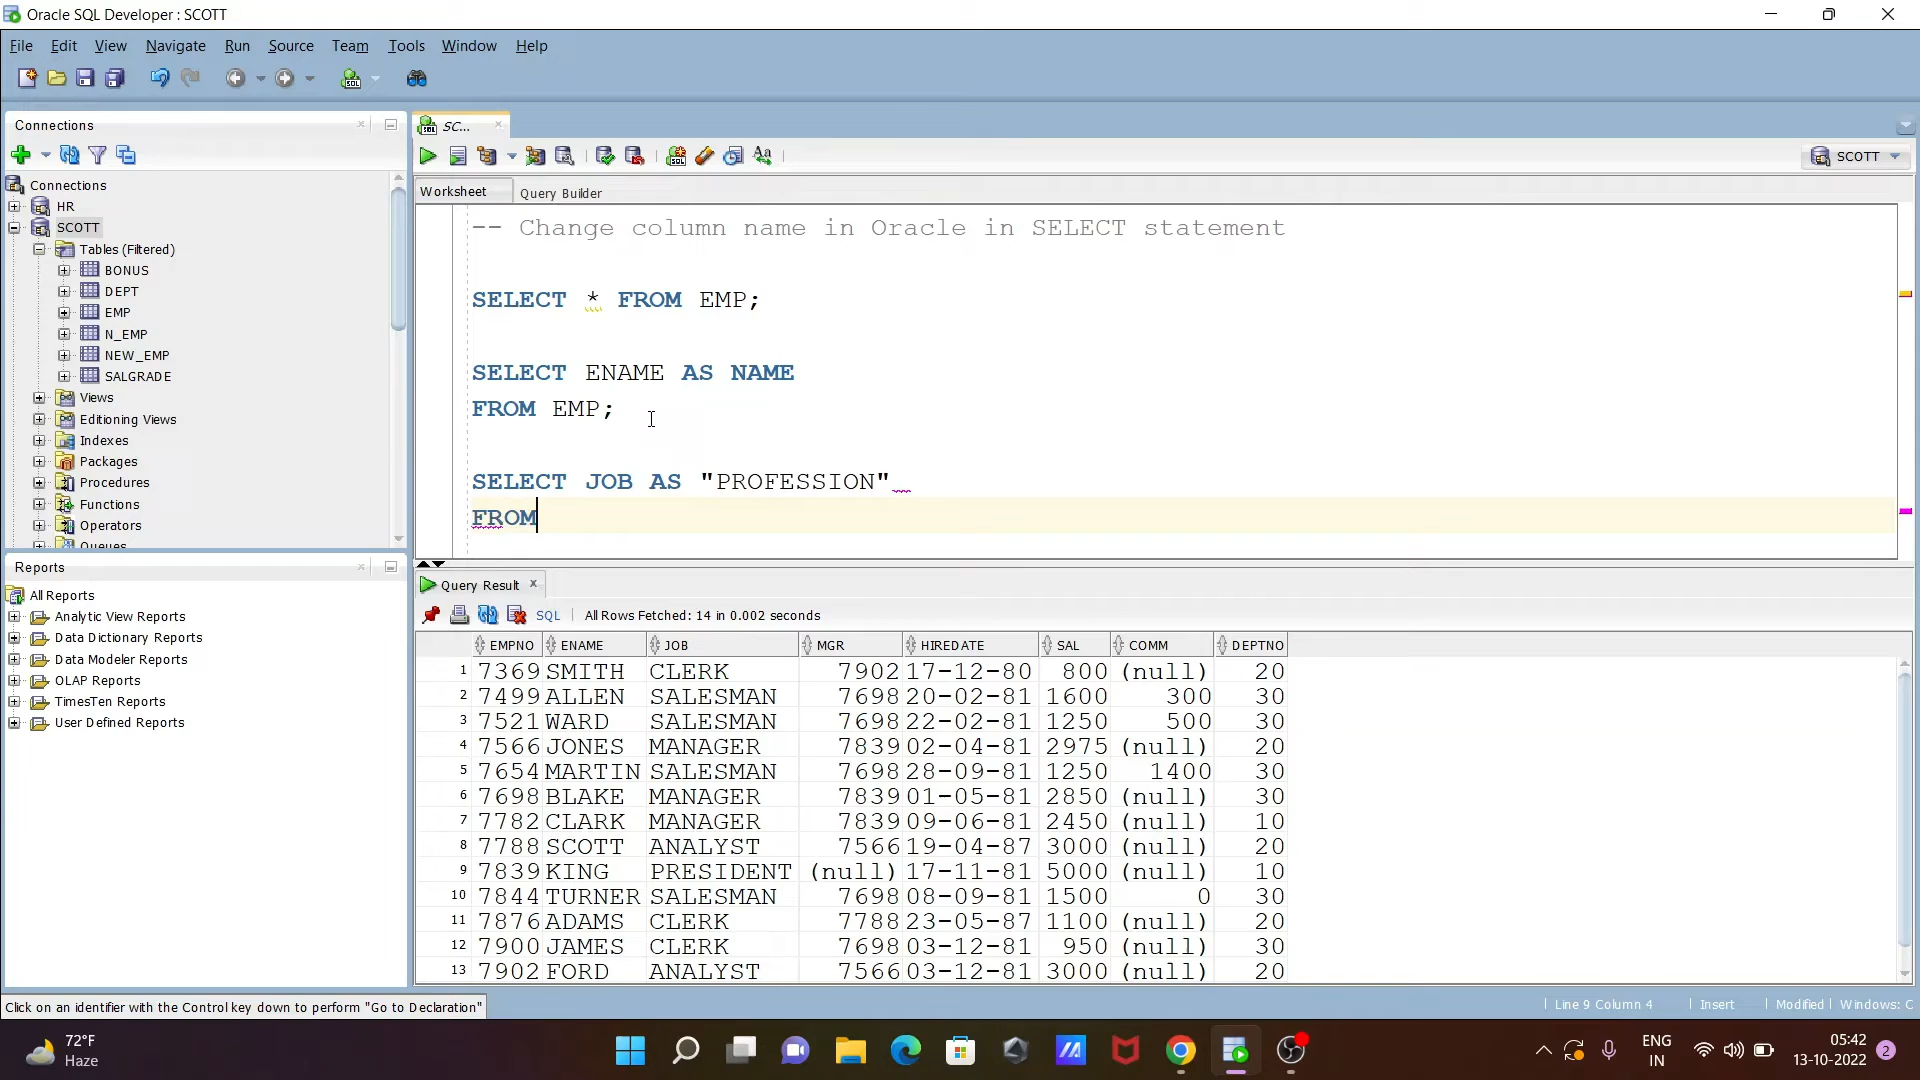 Oracle SQL Developer : SCOTT
File Edit View Navigate Run Source Team Tools Window Help
Connections
SC...
SCOTT
Worksheet Query Builder
Connections
HR
SCOTT
Tables (Filtered)
BONUS
DEPT
EMP
N_EMP
NEW_EMP
SALGRADE
Views
Editioning Views
Indexes
Packages
Procedures
Functions
Operators
Queues
-- Change column name in Oracle in SELECT statement
SELECT * FROM EMP;
SELECT ENAME AS NAME
FROM EMP;
SELECT JOB AS "PROFESSION"
FROM
Reports
All Reports
Analytic View Reports
Data Dictionary Reports
Data Modeler Reports
OLAP Reports
TimesTen Reports
User Defined Reports
Query Result
SQL All Rows Fetched: 14 in 0.002 seconds
EMPNO ENAME JOB MGR HIREDATE SAL COMM DEPTNO
1 7369 SMITH CLERK 7902 17-12-80 800 (null) 20
2 7499 ALLEN SALESMAN 7698 20-02-81 1600 300 30
3 7521 WARD SALESMAN 7698 22-02-81 1250 500 30
4 7566 JONES MANAGER 7839 02-04-81 2975 (null) 20
5 7654 MARTIN SALESMAN 7698 28-09-81 1250 1400 30
6 7698 BLAKE MANAGER 7839 01-05-81 2850 (null) 30
7 7782 CLARK MANAGER 7839 09-06-81 2450 (null) 10
8 7788 SCOTT ANALYST 7566 19-04-87 3000 (null) 20
9 7839 KING PRESIDENT (null) 17-11-81 5000 (null) 10
10 7844 TURNER SALESMAN 7698 08-09-81 1500 0 30
11 7876 ADAMS CLERK 7788 23-05-87 1100 (null) 20
12 7900 JAMES CLERK 7698 03-12-81 950 (null) 30
13 7902 FORD ANALYST 7566 03-12-81 3000 (null) 20
Click on an identifier with the Control key down to perform "Go to Declaration"
Line 9 Column 4 Insert Modified Windows: C
72°F
Haze
ENG
IN
05:42
13-10-2022
2